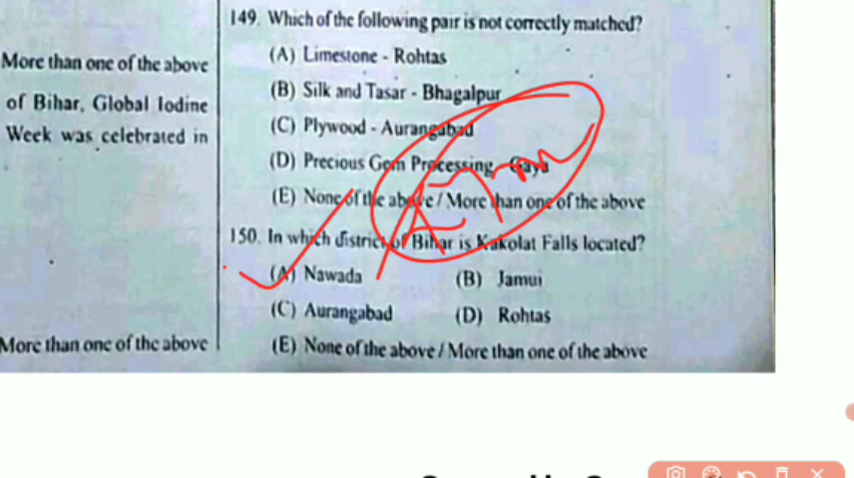 More than one of the above
of Bihar, Global Iodine
Week was celebrated in
More than one of the above
149. Which of the following pair is not correctly matched?
(A) Limestone - Rohtas
(B) Silk and Tasar - Bhagalpur
(C) Plywood - Aurangabad
(D) Precious Gem Processing - Gaya
(E) None of the above / More than one of the above
150. In which district of Bihar is Kakolat Falls located?
(A) Nawada (B) Jamui
(C) Aurangabad (D) Rohtas
(E) None of the above / More than one of the above